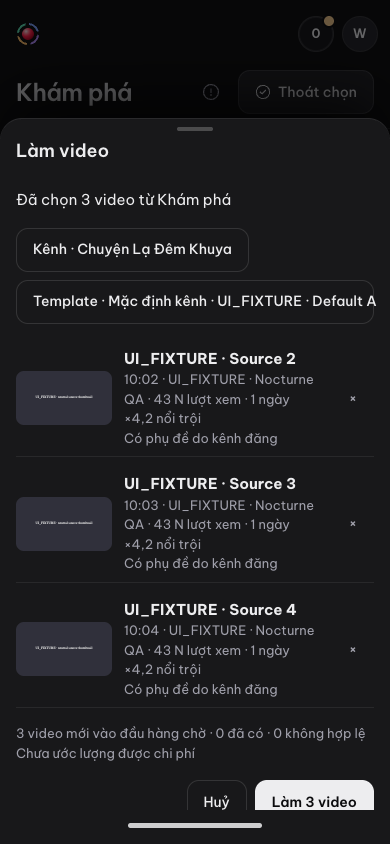 0
W
Khám phá
Thoát chọn
Làm video
Đã chọn 3 video từ Khám phá
Kênh · Chuyện Lạ Đêm Khuya
Template · Mặc định kênh · UI_FIXTURE · Default A
UI_FIXTURE · Source 2
10:02 · UI_FIXTURE · Nocturne
QA · 43 N lượt xem · 1 ngày
×4,2 nổi trội
Có phụ đề do kênh đăng
×
UI_FIXTURE · Source 3
10:03 · UI_FIXTURE · Nocturne
QA · 43 N lượt xem · 1 ngày
×4,2 nổi trội
Có phụ đề do kênh đăng
×
UI_FIXTURE · Source 4
10:04 · UI_FIXTURE · Nocturne
QA · 43 N lượt xem · 1 ngày
×4,2 nổi trội
Có phụ đề do kênh đăng
×
3 video mới vào đầu hàng chờ · 0 đã có · 0 không hợp lệ
Chưa ước lượng được chi phí
Huỷ
Làm 3 video